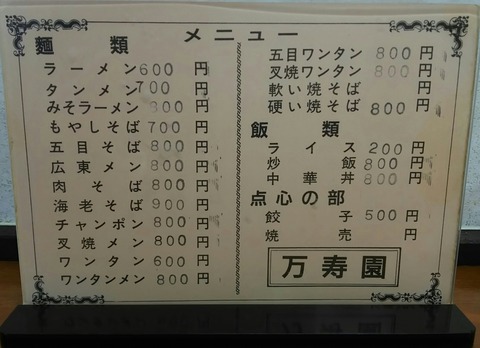 メニュー
麺類
ラーメン 600 円
タンメン 700 円
みそラーメン 800 円
もやしそば 700 円
五目そば 800 円
広東メン 800 円
肉そば 800 円
海老そば 900 円
チャンポン 800 円
叉焼メン 800 円
ワンタン 600 円
ワンタンメン 800 円
五目ワンタン 800 円
叉焼ワンタン 800 円
軟い焼そば 円
硬い焼そば 800 円
飯類
ライス 200 円
炒飯 800 円
中華丼 800 円
点心の部
餃子 500 円
焼売 円
万寿園